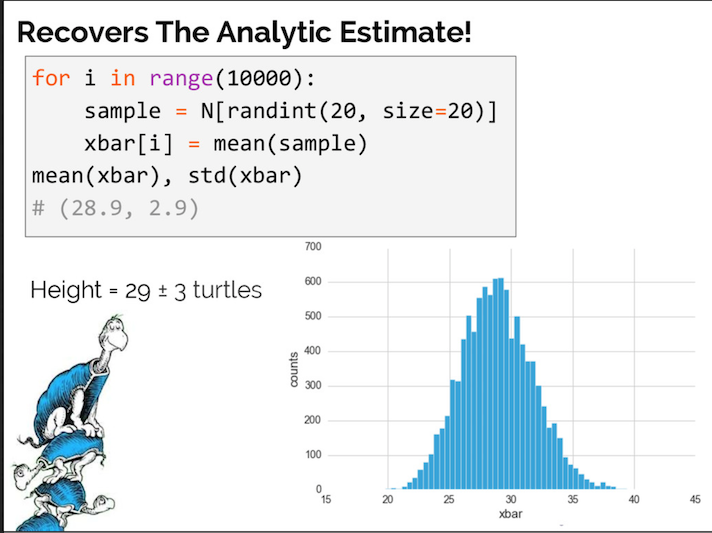 Recovers The Analytic Estimate!
for i in range(10000):
    sample = N[randint(20, size=20)]
    xbar[i] = mean(sample)
mean(xbar), std(xbar)
# (28.9, 2.9)
Height = 29 ± 3 turtles
700
600
500
400
300
200
100
0
counts
15 20 25 30 35 40 45
xbar